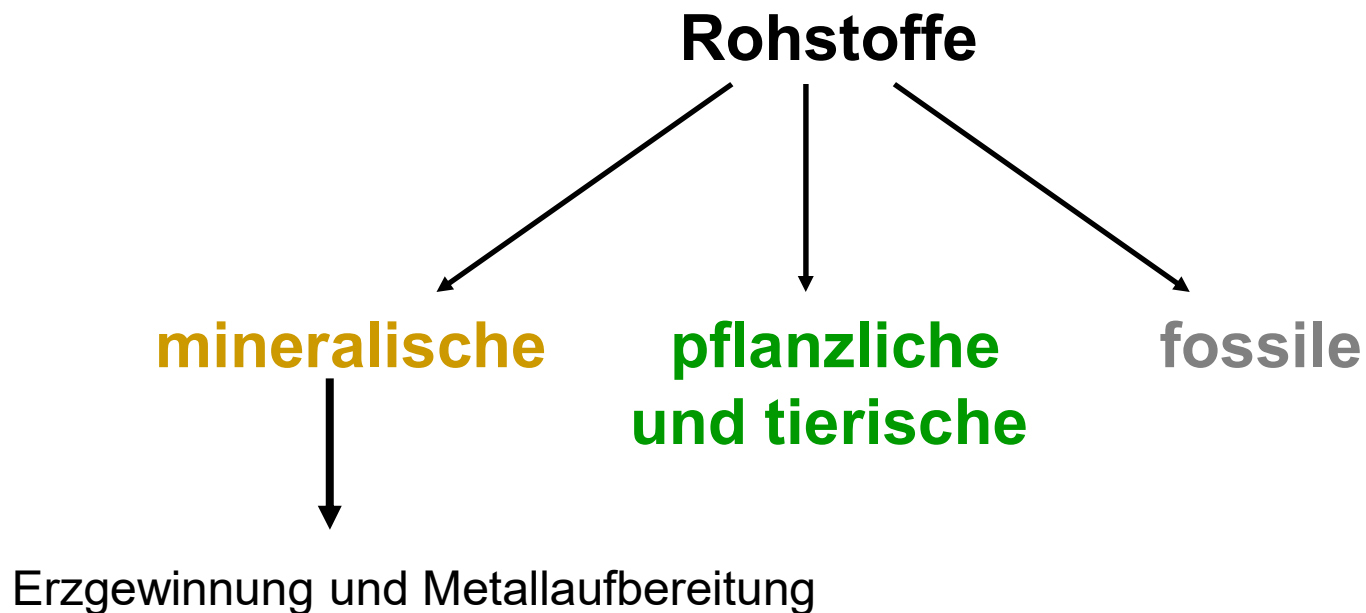 Rohstoffe
mineralische
pflanzliche
und tierische
fossile
Erzgewinnung und Metallaufbereitung